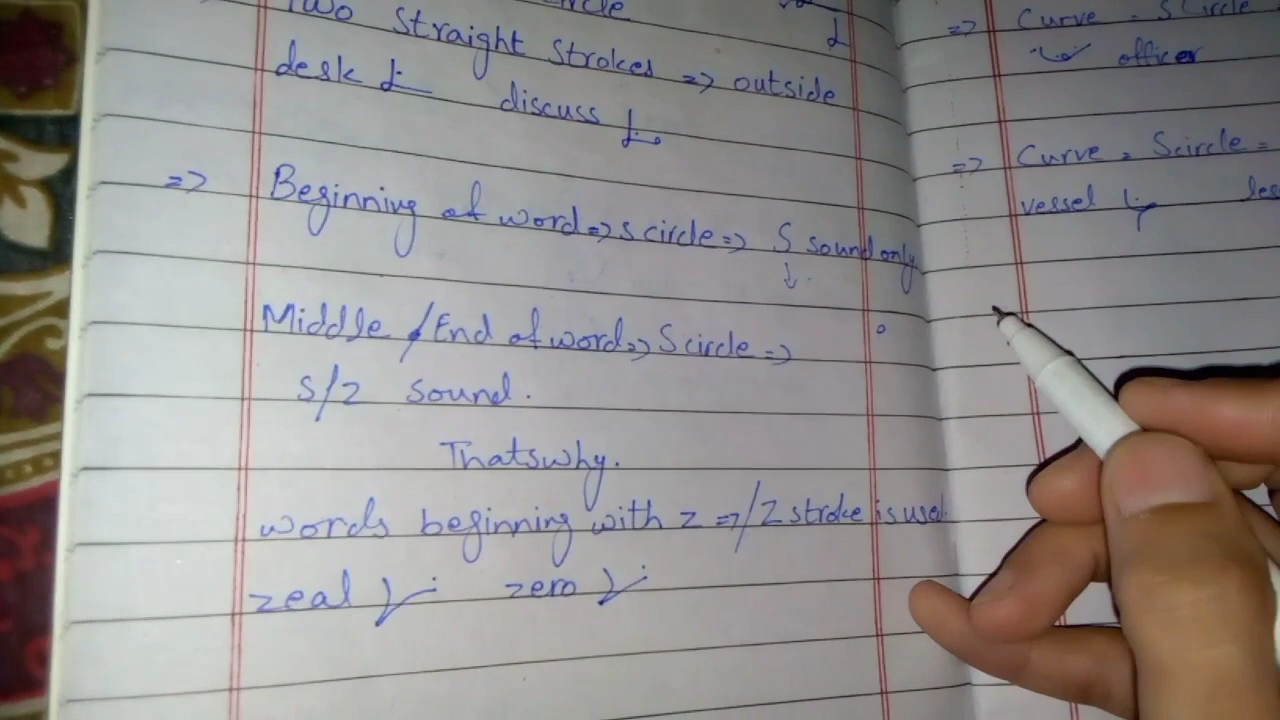 Two Straight Strokes => outside
desk discuss
=> Beginning of word => s circle => S sound only
Middle / End of word => S circle =>
s/z sound.
Thatswhy.
words beginning with z => / Z stroke is used.
zeal zero
=> Curve - S Circle
officer
=> Curve - S circle =
vessel